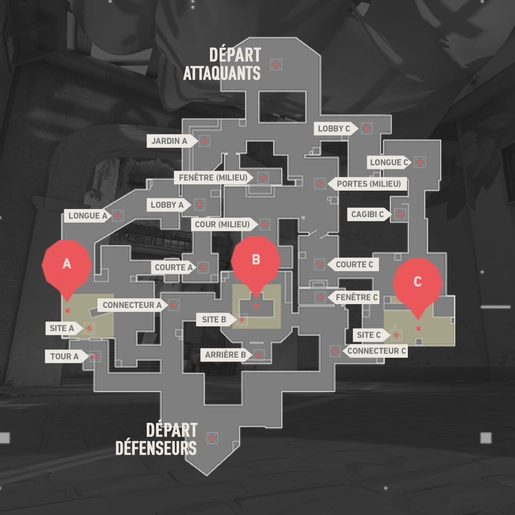 DÉPART
ATTAQUANTS
LOBBY C
JARDIN A
LONGUE C
FENÊTRE (MILIEU)
PORTES (MILIEU)
LOBBY A
LONGUE A
CAGIBI C
COUR (MILIEU)
A
B
COURTE A
COURTE C
C
CONNECTEUR A
FENÊTRE C
SITE B
SITE A
SITE C
TOUR A
ARRIÈRE B
CONNECTEUR C
DÉPART
DÉFENSEURS